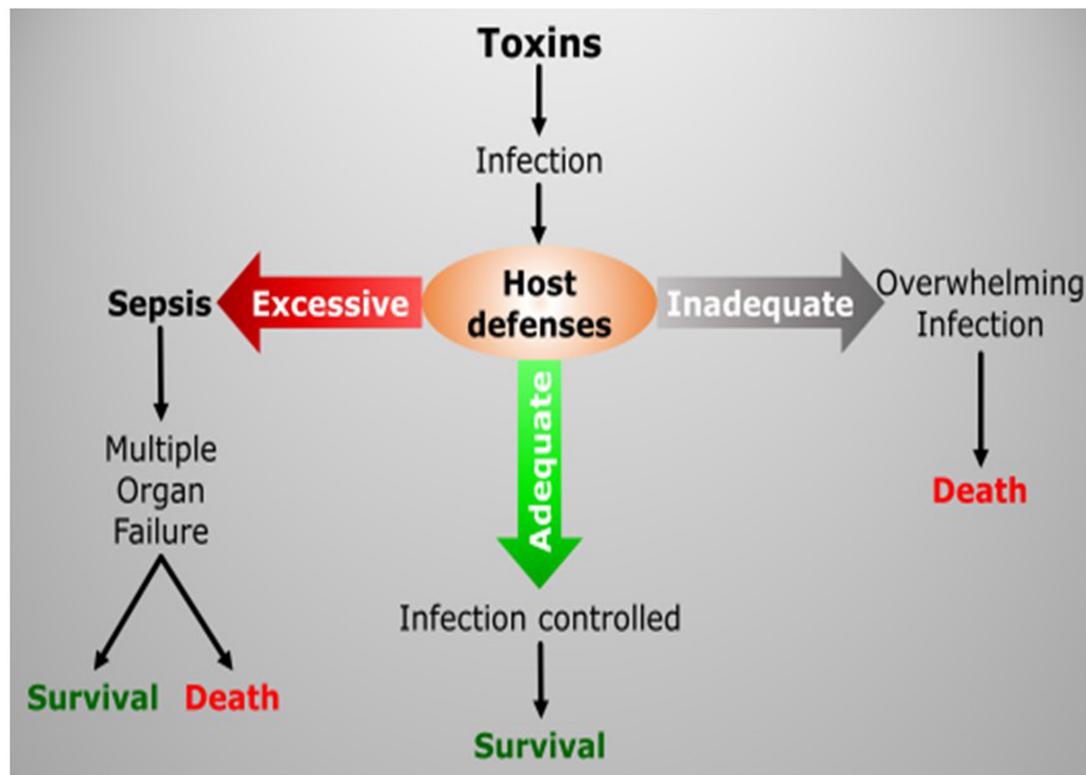 Toxins
Infection
Host
defenses
Excessive
Sepsis
Multiple
Organ
Failure
Survival
Death
Adequate
Infection controlled
Survival
Inadequate
Overwhelming
Infection
Death